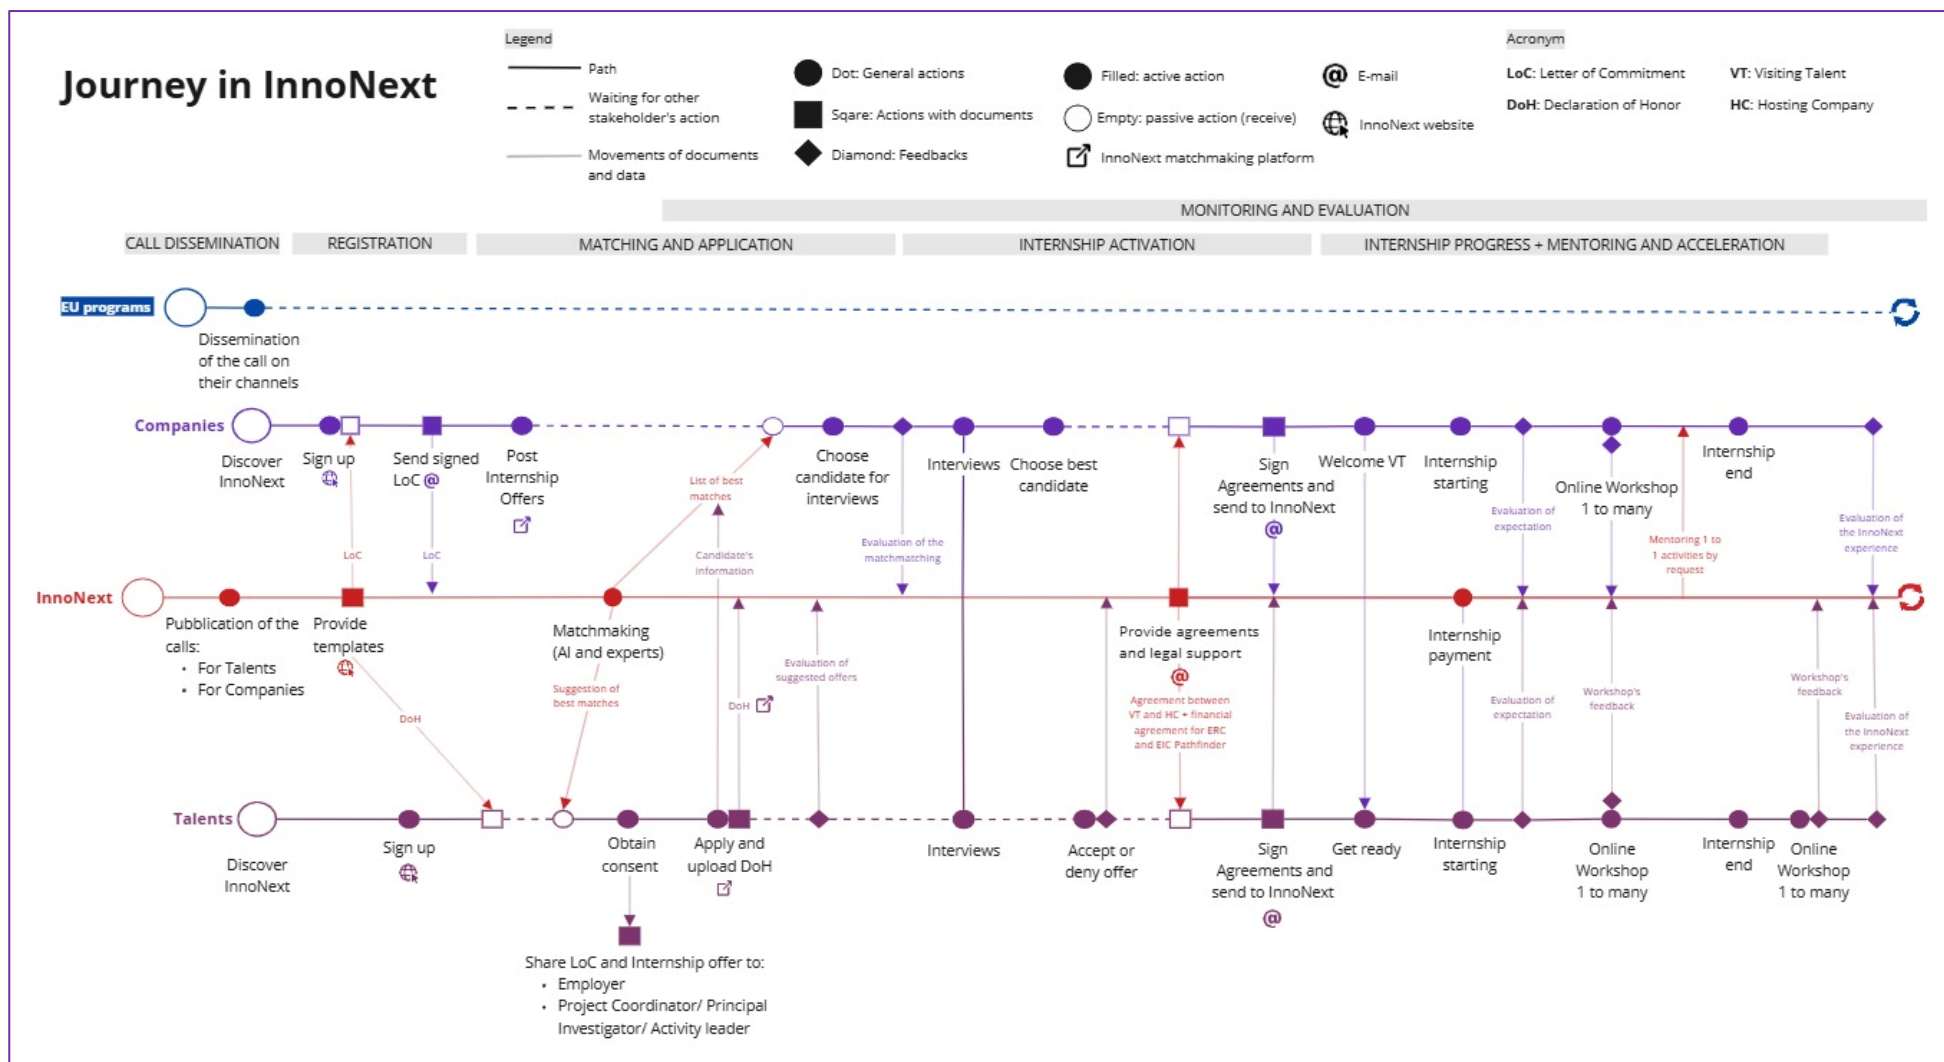 Journey in InnoNext
Legend
Path
Waiting for other
stakeholder's action
Movements of documents
and data
Dot: General actions
Sqare: Actions with documents
Diamond: Feedbacks
Filled: active action
Empty: passive action (receive)
InnoNext matchmaking platform
E-mail
InnoNext website
Acronym
LoC: Letter of Commitment
DoH: Declaration of Honor
VT: Visiting Talent
HC: Hosting Company
MONITORING AND EVALUATION
CALL DISSEMINATION
REGISTRATION
MATCHING AND APPLICATION
INTERNSHIP ACTIVATION
INTERNSHIP PROGRESS + MENTORING AND ACCELERATION
EU programs
Dissemination
of the call on
their channels
Companies
Discover
InnoNext
Sign up
Send signed
LoC @
Post
Internship
Offers
Choose
candidate for
interviews
Interviews
Choose best
candidate
Sign
Agreements and
send to InnoNext
@
Welcome VT
Internship
starting
Online Workshop
1 to many
Internship
end
LoC
LoC
List of best
matches
Candidate's
information
Evaluation of the
matmatching
Evaluation of
expectation
Mentoring 1 to
1 activities by
request
Evaluation of
the InnoNext
experience
InnoNext
Pubblication of the
calls:
• For Talents
• For Companies
Provide
templates
Matchmaking
(AI and experts)
Provide agreements
and legal support
@
Internship
payment
DoH
Suggestion of
best matches
DoH
Evaluation of
suggested offers
Agreement between
VT and HC + financial
agreement for ERC
and EIC Pathfinder
Evaluation of
expectation
Workshop's
feedback
Workshop's
feedback
Evaluation of
the InnoNext
experience
Talents
Discover
InnoNext
Sign up
Obtain
consent
Apply and
upload DoH
Interviews
Accept or
deny offer
Sign
Agreements and
send to InnoNext
@
Get ready
Internship
starting
Online
Workshop
1 to many
Internship
end
Online
Workshop
1 to many
Share LoC and Internship offer to:
• Employer
• Project Coordinator/ Principal
Investigator/ Activity leader